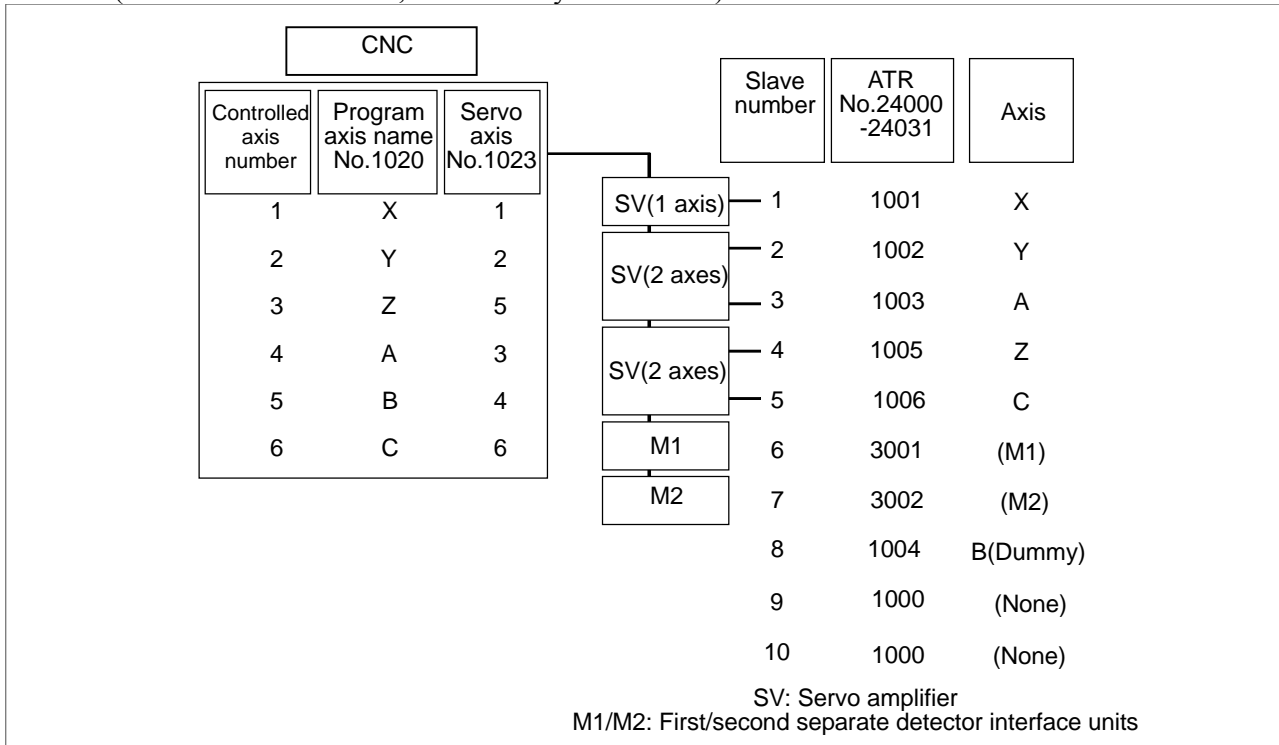 CNC
Controlled axis number
Program axis name No.1020
Servo axis No.1023
1 X 1
2 Y 2
3 Z 5
4 A 3
5 B 4
6 C 6
SV(1 axis)
SV(2 axes)
SV(2 axes)
M1
M2
Slave number
ATR No.24000 -24031
Axis
1 1001 X
2 1002 Y
3 1003 A
4 1005 Z
5 1006 C
6 3001 (M1)
7 3002 (M2)
8 1004 B(Dummy)
9 1000 (None)
10 1000 (None)
SV: Servo amplifier
M1/M2: First/second separate detector interface units